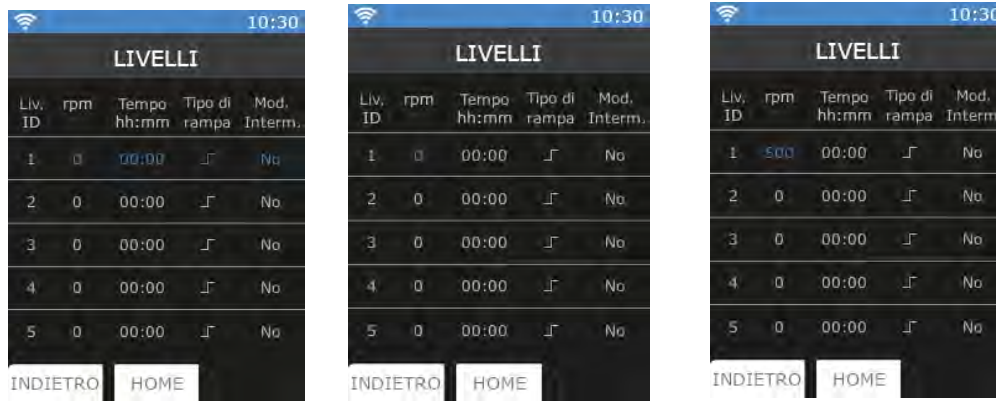 10:30
LIVELLI
Liv. rpm Tempo Tipo di Mod.
ID hh:mm rampa Interm.
1 0 00:00 No
2 0 00:00 No
3 0 00:00 No
4 0 00:00 No
5 0 00:00 No
INDIETRO HOME
10:30
LIVELLI
Liv. rpm Tempo Tipo di Mod.
ID hh:mm rampa Interm.
1 0 00:00 No
2 0 00:00 No
3 0 00:00 No
4 0 00:00 No
5 0 00:00 No
INDIETRO HOME
10:30
LIVELLI
Liv. rpm Tempo Tipo di Mod.
ID hh:mm rampa Interm
1 500 00:00 No
2 0 00:00 No
3 0 00:00 No
4 0 00:00 No
5 0 00:00 No
INDIETRO HOME